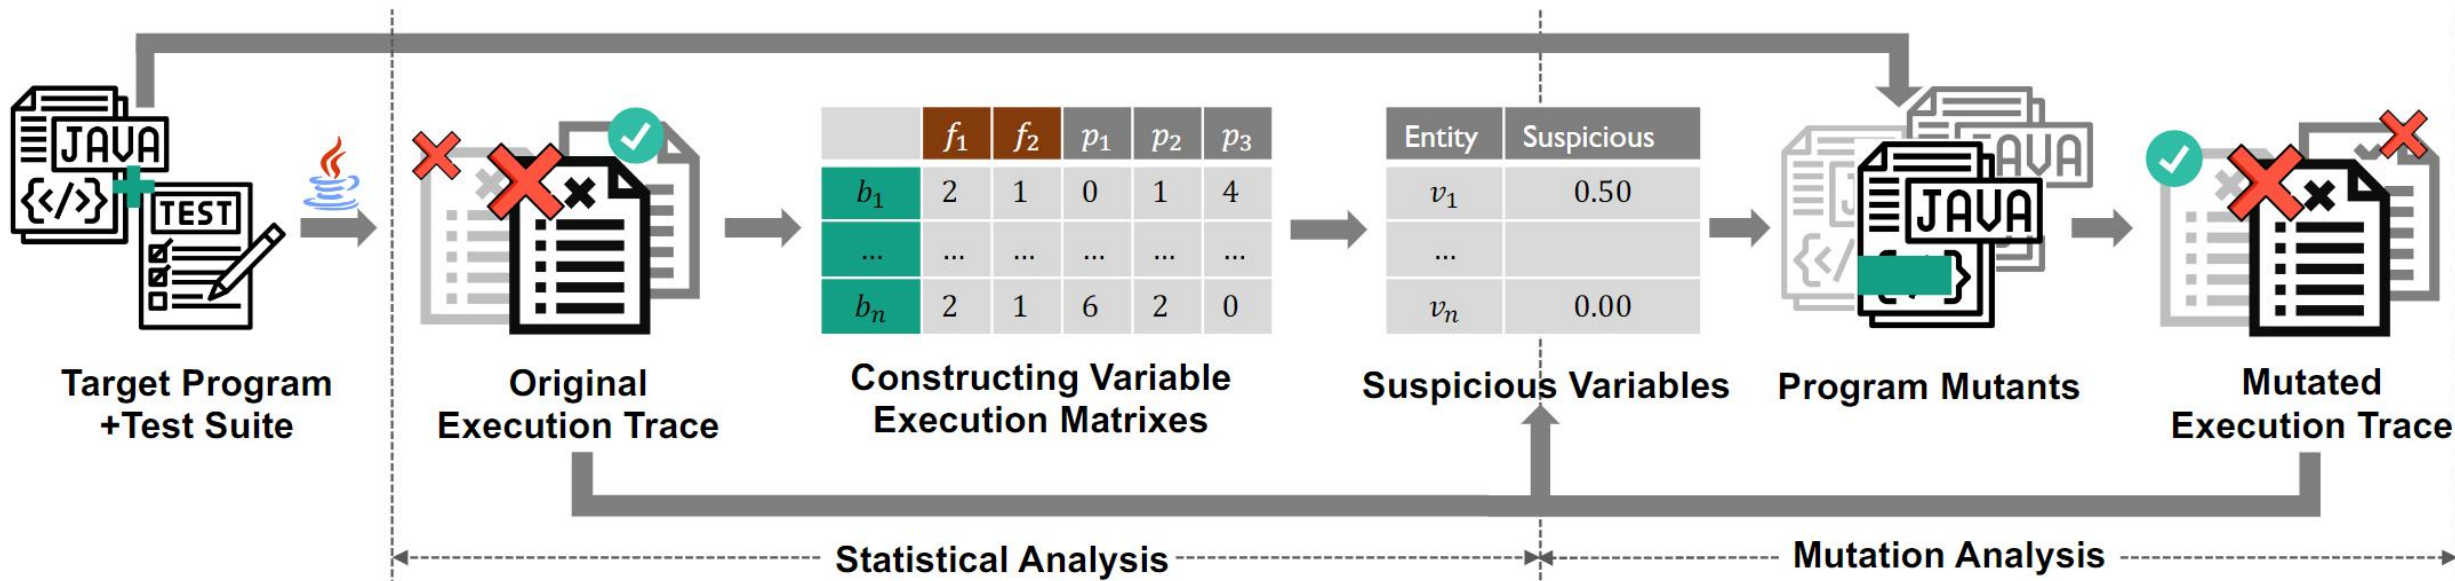 JAVA
{</>}
TEST
Target Program
+Test Suite
Original
Execution Trace
f₁ f₂ p₁ p₂ p₃
b₁ 2 1 0 1 4
... ... ... ... ... ...
bₙ 2 1 6 2 0
Constructing Variable
Execution Matrixes
Entity Suspicious
v₁ 0.50
...
vₙ 0.00
Suspicious Variables
AVA
J
JAVA
{</
}
Program Mutants
Mutated
Execution Trace
Statistical Analysis
Mutation Analysis